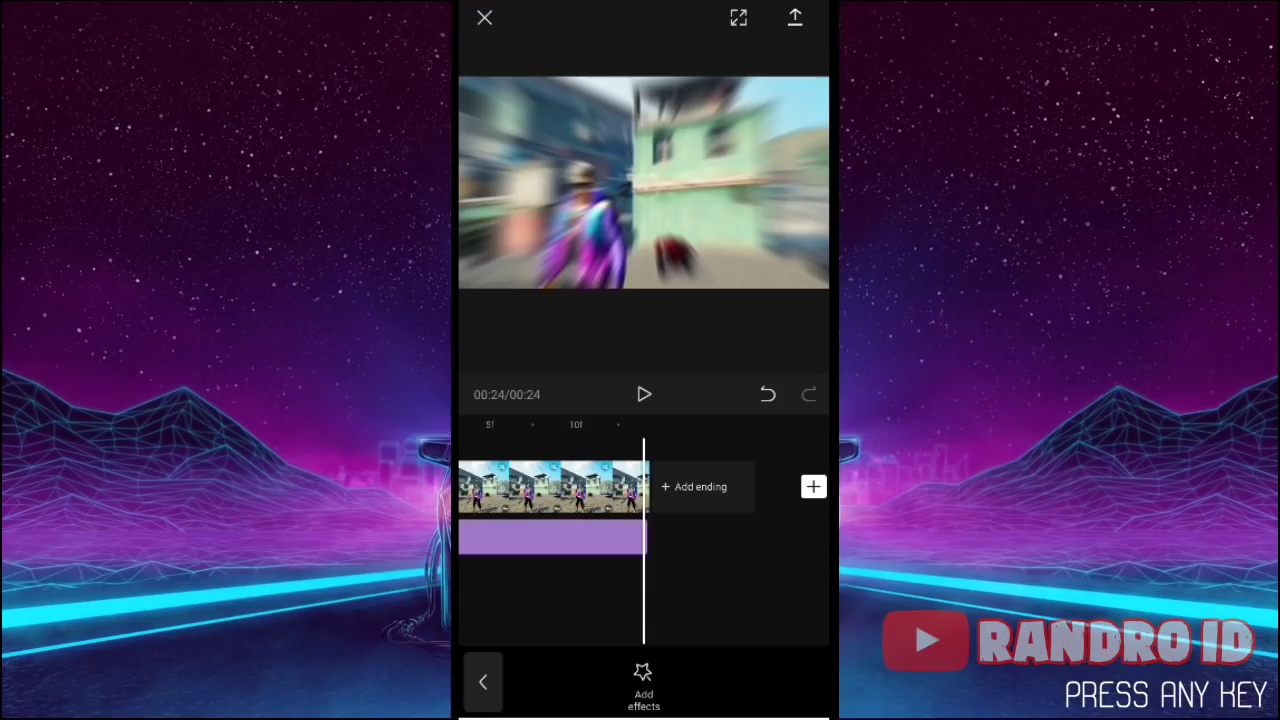 00:24/00:24
5f
10f
+ Add ending
Add
effects
RANDRO ID
PRESS ANY KEY